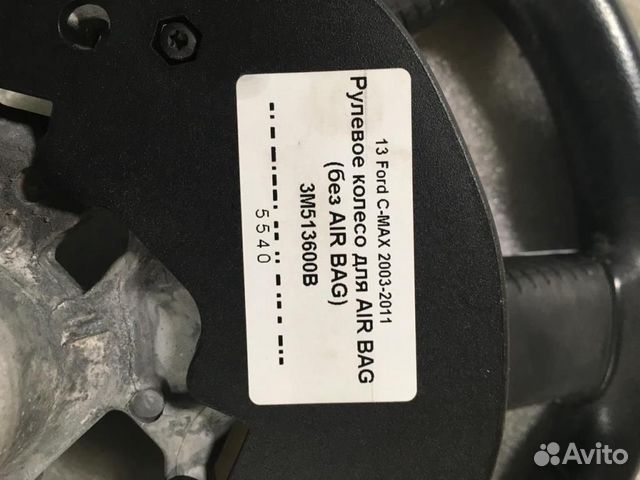 13 Ford C-MAX 2003-2011
Рулевое колесо для AIR BAG
(без AIR BAG)
3M513600B
5540
Avito